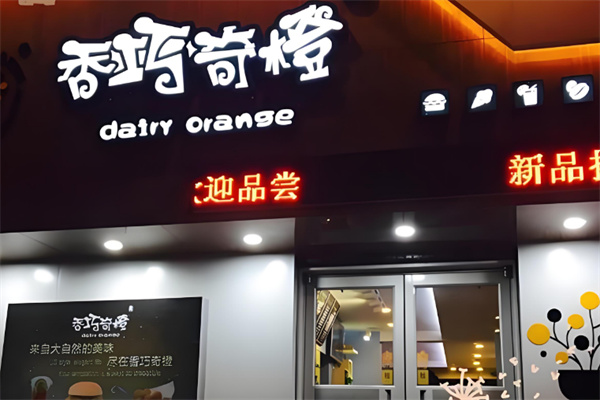 香巧奇橙
dairy orange
迎品尝
新品
香巧奇橙
dairy orange
来自大自然的美味
尽在香巧奇橙